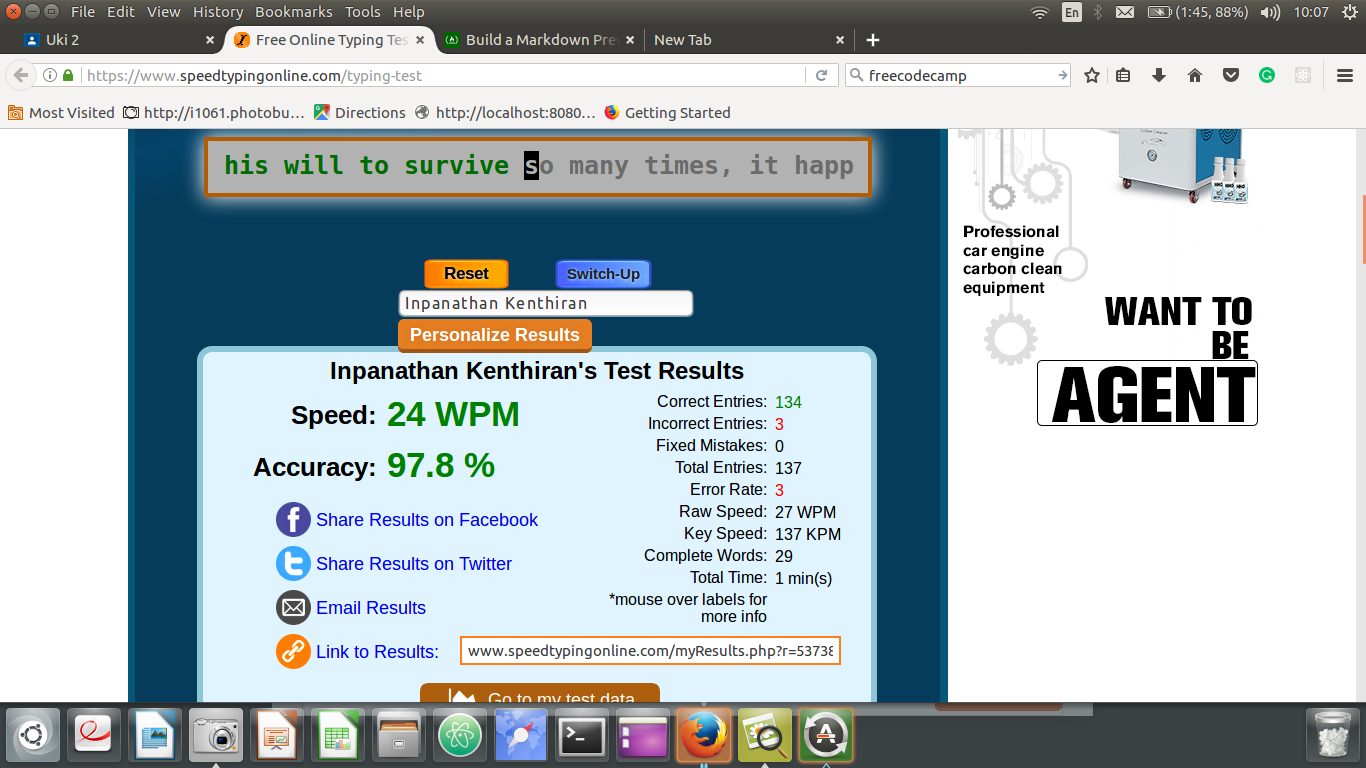 File Edit View History Bookmarks Tools Help
En (1:45, 88%) 10:07
Uki 2 × Free Online Typing Tes × Build a Markdown Pre × New Tab × +
https://www.speedtypingonline.com/typing-test freecodecamp
Most Visited http://i1061.photobu... Directions http://localhost:8080... Getting Started
his will to survive so many times, it happ
Reset Switch-Up
Inpanathan Kenthiran
Personalize Results
Inpanathan Kenthiran's Test Results
Speed: 24 WPM
Accuracy: 97.8 %
Share Results on Facebook
Share Results on Twitter
Email Results
Link to Results: www.speedtypingonline.com/myResults.php?r=53738
Correct Entries: 134
Incorrect Entries: 3
Fixed Mistakes: 0
Total Entries: 137
Error Rate: 3
Raw Speed: 27 WPM
Key Speed: 137 KPM
Complete Words: 29
Total Time: 1 min(s)
*mouse over labels for
more info
Go to my test data
Professional
car engine
carbon clean
equipment
WANT TO
BE
AGENT